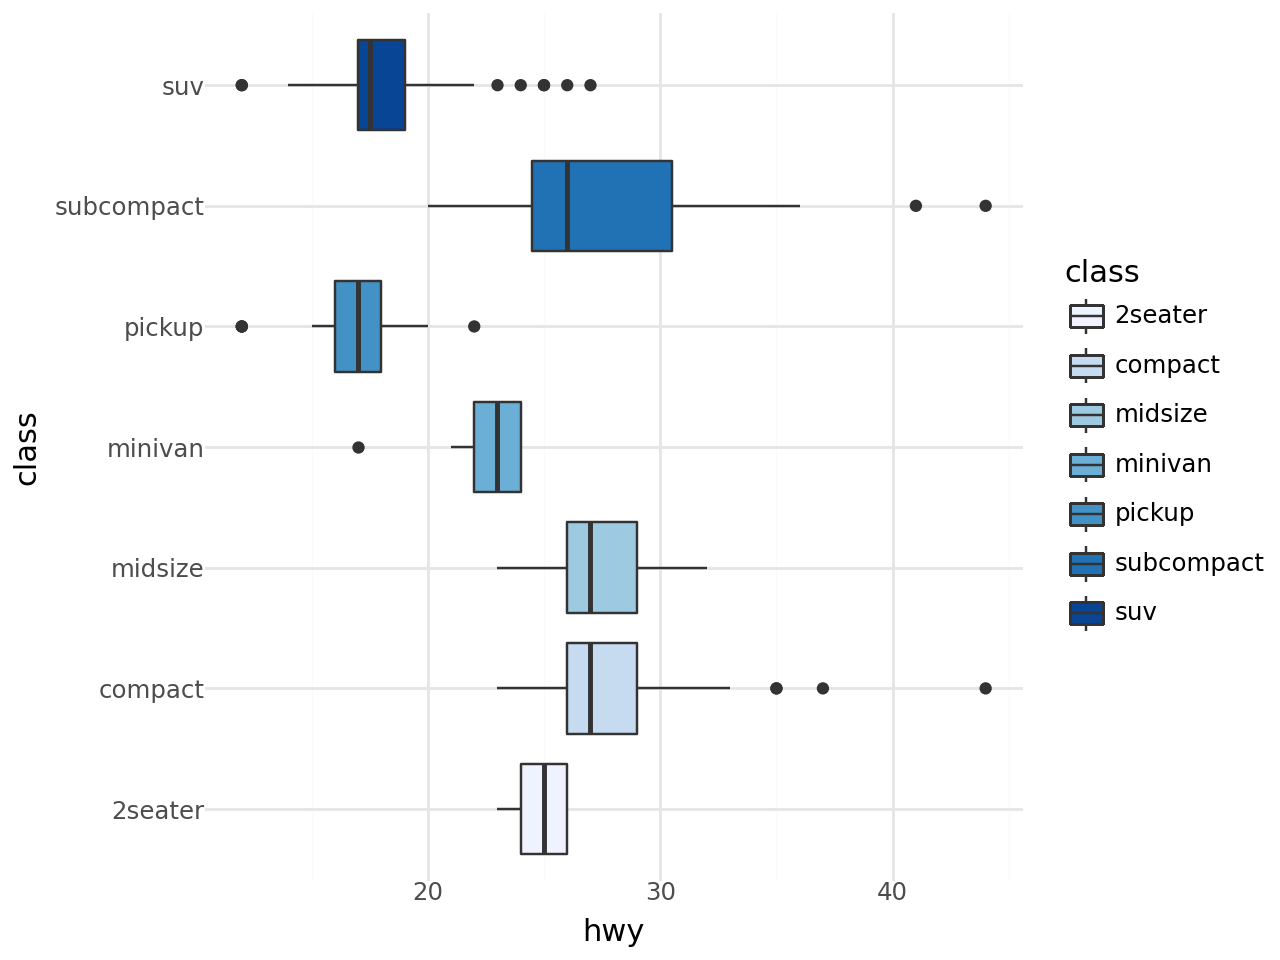 suv
subcompact
pickup
minivan
midsize
compact
2seater
class
20 30 40
hwy
class
2seater
compact
midsize
minivan
pickup
subcompact
suv